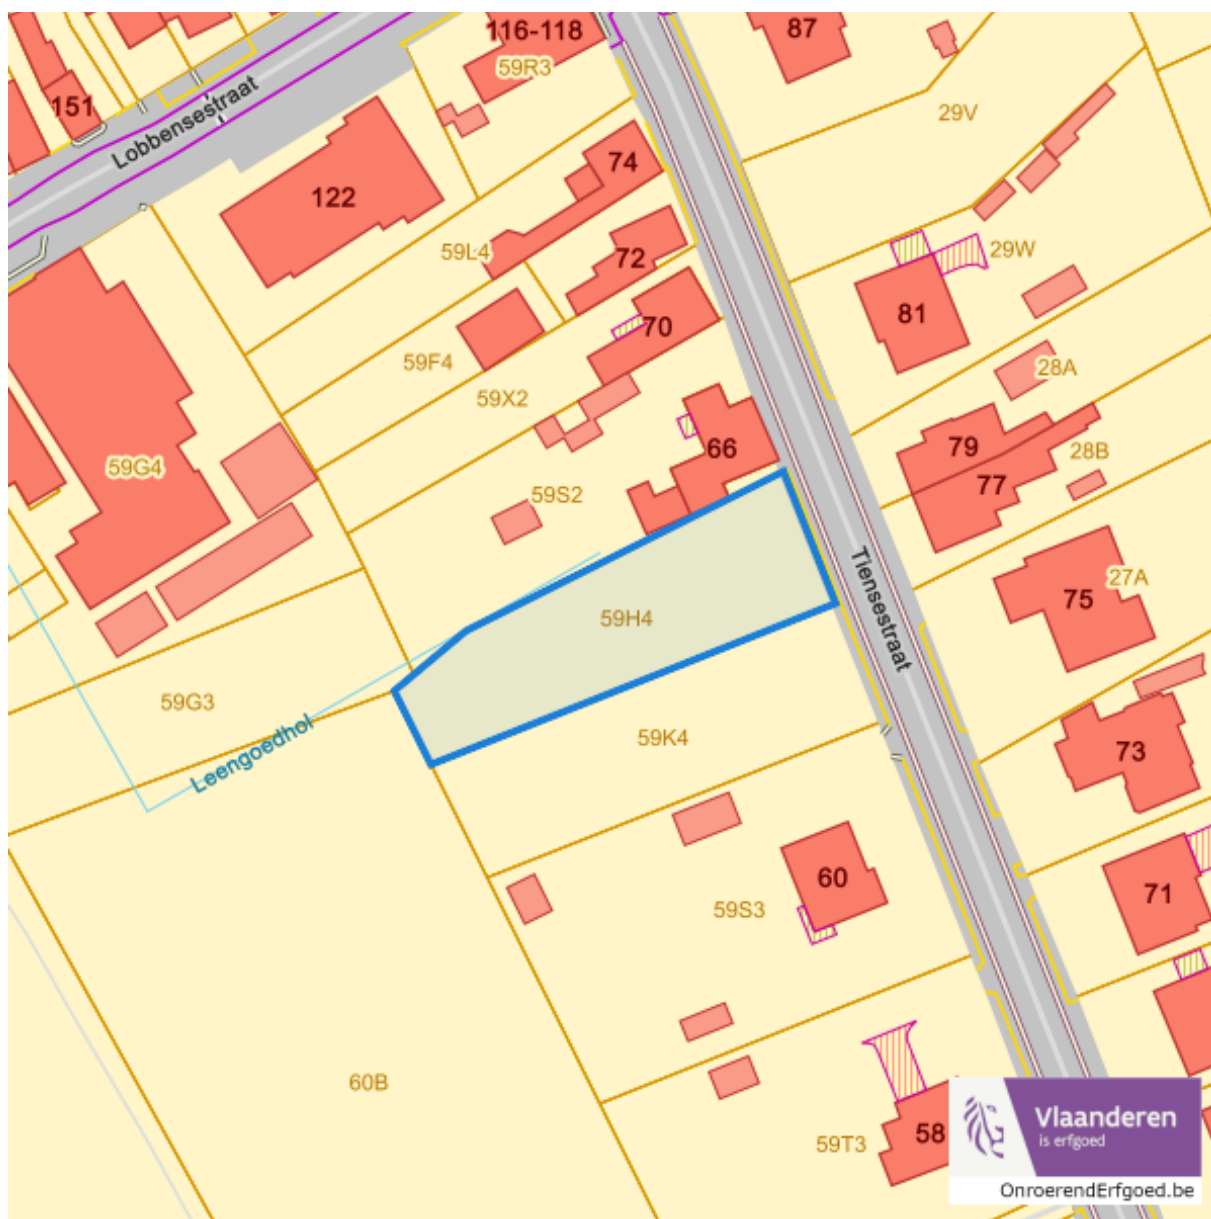 116-118
87
59R3
151
Lobbensestraat
29V
74
122
59L4
72
29W
81
70
59F4
28A
59X2
66
79
28B
59G4
77
59S2
27A
75
Tiensestraat
59H4
59G3
59K4
Leengoedhol
73
60
71
59S3
60B
58
59T3
Vlaanderen
is erfgoed
OnroerendErfgoed.be